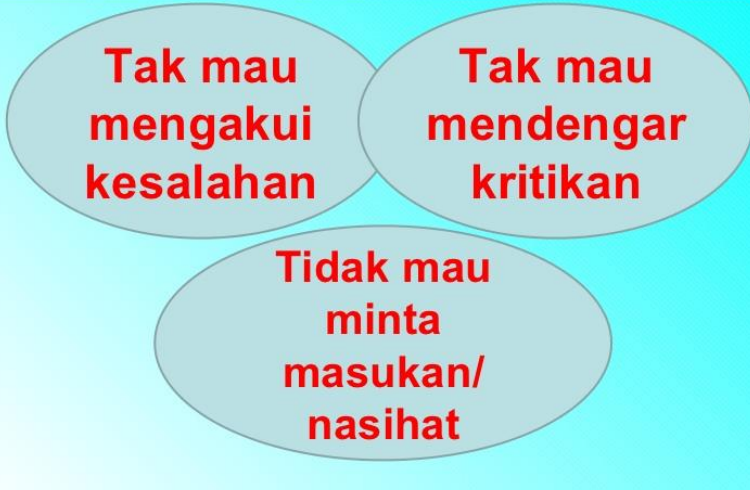 Tak mau
mengakui
kesalahan
Tak mau
mendengar
kritikan
Tidak mau
minta
masukan/
nasihat